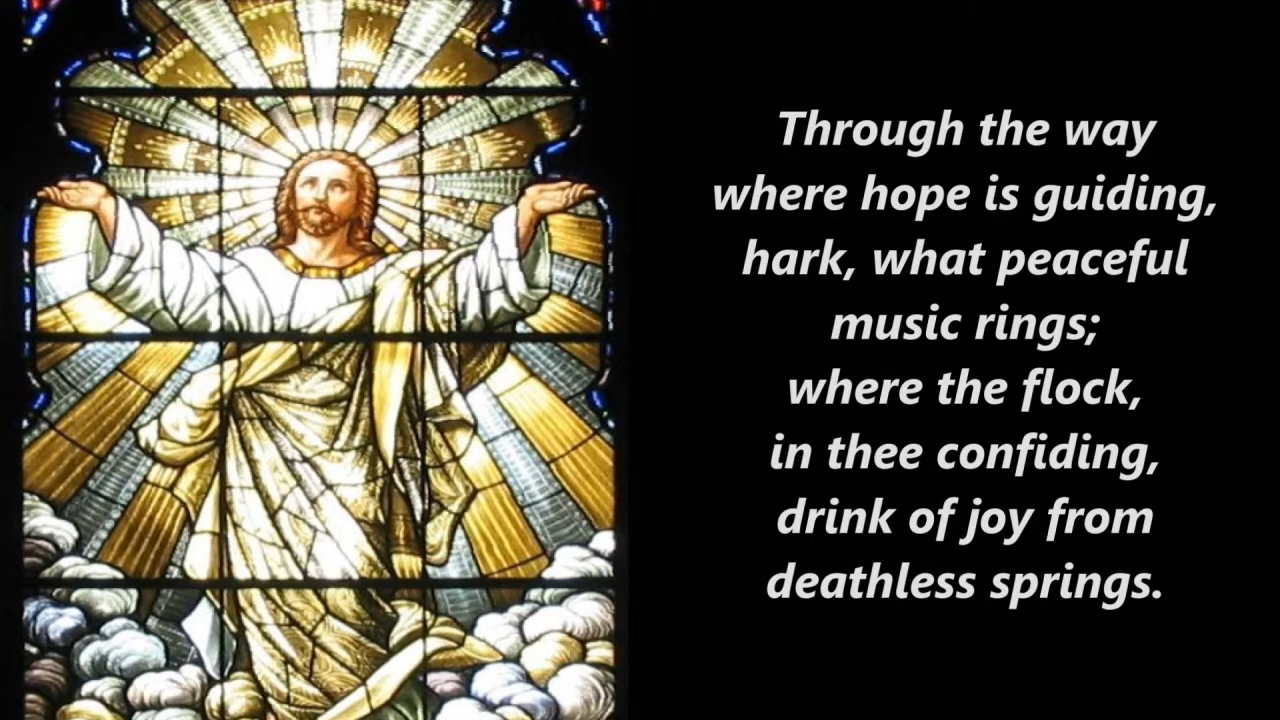 Through the way
where hope is guiding,
hark, what peaceful
music rings;
where the flock,
in thee confiding,
drink of joy from
deathless springs.